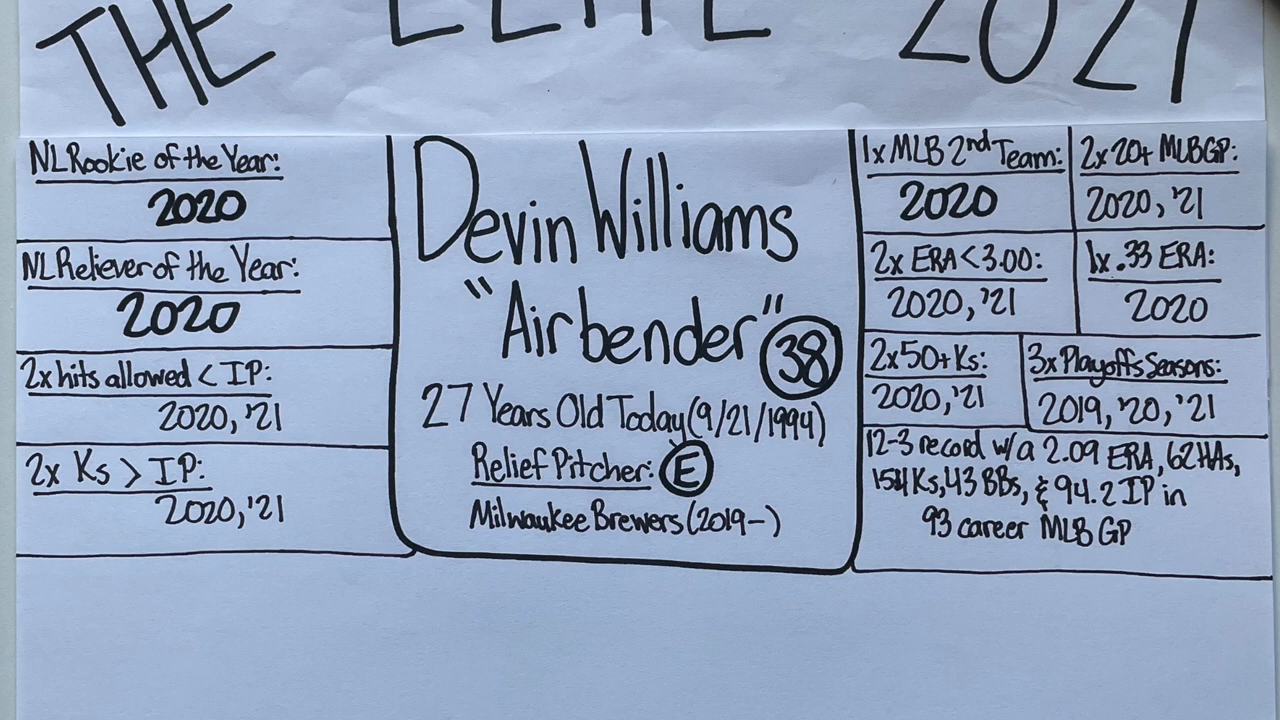 THE ELITE 2021
NL Rookie of the Year:
2020
NL Reliever of the Year:
2020
2x hits allowed < IP:
2020, '21
2x Ks > IP:
2020, '21
Devin Williams
"Airbender"
38
27 Years Old Today (9/21/1994)
Relief Pitcher: E
Milwaukee Brewers (2019-)
1x MLB 2nd Team:
2020
2x 20+ MLB GP:
2020, '21
2x ERA < 3.00:
2020, '21
1x .33 ERA:
2020
2x 50+ Ks:
2020, '21
3x Playoffs Seasons:
2019, '20, '21
12-3 record w/ a 2.09 ERA, 62 HAs,
154 Ks, 43 BBs, & 94.2 IP in
93 career MLB GP